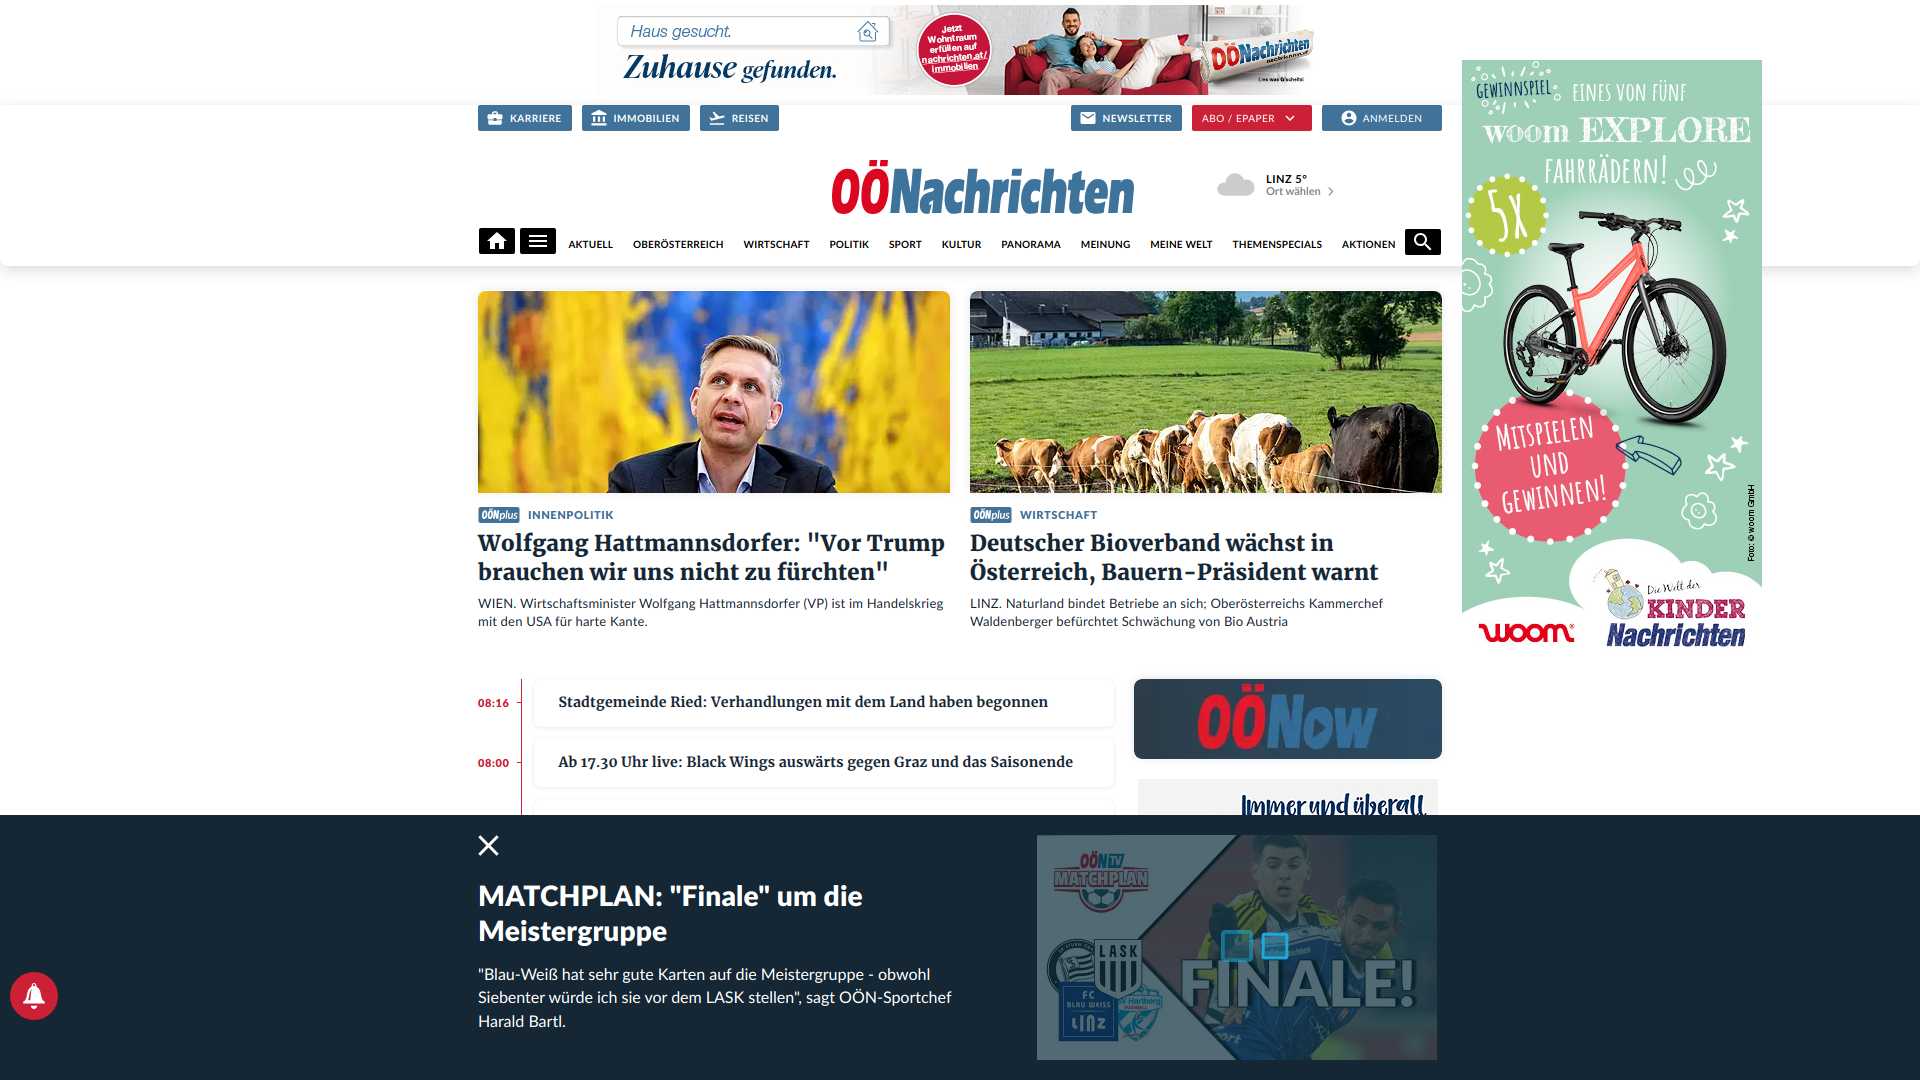 Haus gesucht.
Zuhause gefunden.
Jetzt
Wohntraum
erfüllen auf
nachrichten.at/
immobilien
OÖNachrichten
Lies was Gscheits!
KARRIERE
IMMOBILIEN
REISEN
NEWSLETTER
ABO / EPAPER
ANMELDEN
OÖNachrichten
LINZ 5°
Ort wählen
AKTUELL
OBERÖSTERREICH
WIRTSCHAFT
POLITIK
SPORT
KULTUR
PANORAMA
MEINUNG
MEINE WELT
THEMENSPECIALS
AKTIONEN
GEWINNSPIEL
EINES VON FÜNF
woom EXPLORE
FAHRRÄDERN!
5X
MITSPIELEN
UND
GEWINNEN!
Foto: © woom GmbH
woom
Die Welt der
KINDER
Nachrichten
OÖNplus INNENPOLITIK
Wolfgang Hattmannsdorfer: "Vor Trump
brauchen wir uns nicht zu fürchten"
WIEN. Wirtschaftsminister Wolfgang Hattmannsdorfer (VP) ist im Handelskrieg
mit den USA für harte Kante.
OÖNplus WIRTSCHAFT
Deutscher Bioverband wächst in
Österreich, Bauern-Präsident warnt
LINZ. Naturland bindet Betriebe an sich; Oberösterreichs Kammerchef
Waldenberger befürchtet Schwächung von Bio Austria
08:16
Stadtgemeinde Ried: Verhandlungen mit dem Land haben begonnen
08:00
Ab 17.30 Uhr live: Black Wings auswärts gegen Graz und das Saisonende
OÖNow
Immer und überall
MATCHPLAN: "Finale" um die
Meistergruppe
"Blau-Weiß hat sehr gute Karten auf die Meistergruppe - obwohl
Siebenter würde ich sie vor dem LASK stellen", sagt OÖN-Sportchef
Harald Bartl.
OÖN TV
MATCHPLAN
LASK
FC
BLAU WEISS
LINZ
Hartberg
FINALE!